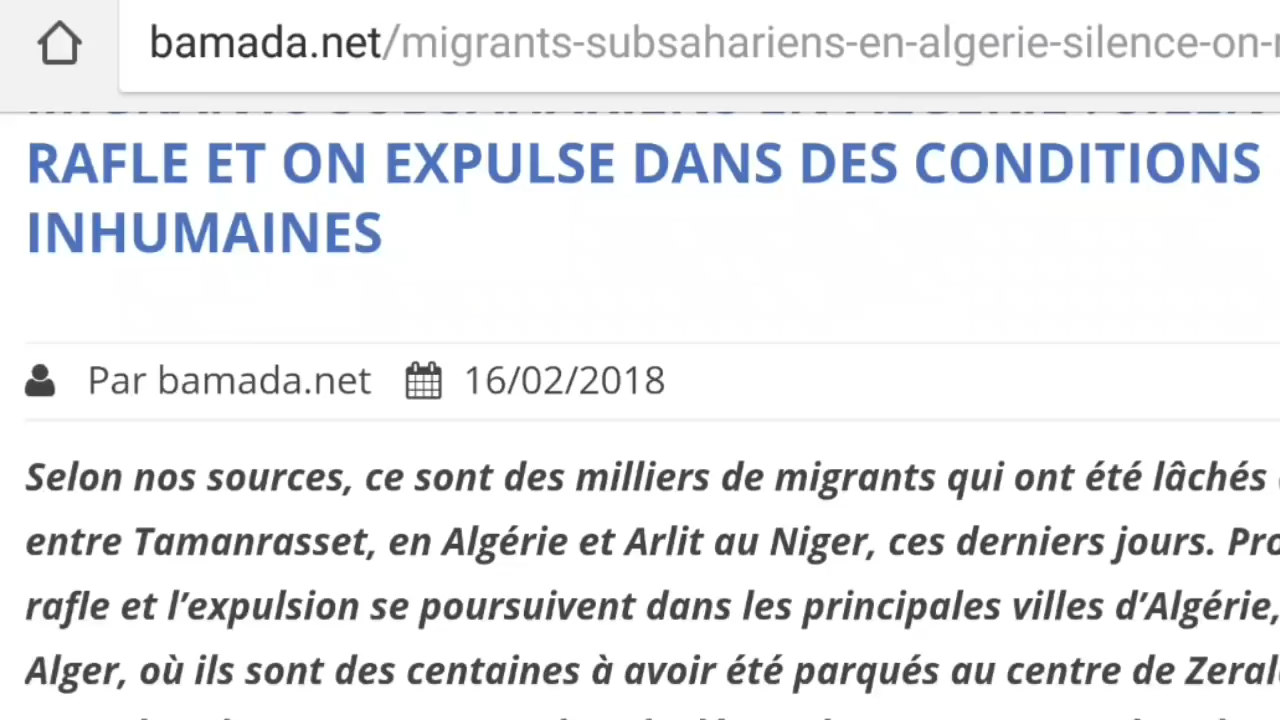 bamada.net/migrants-subsahariens-en-algerie-silence-on-
RAFLE ET ON EXPULSE DANS DES CONDITIONS
INHUMAINES
Par bamada.net 16/02/2018
Selon nos sources, ce sont des milliers de migrants qui ont été lâchés
entre Tamanrasset, en Algérie et Arlit au Niger, ces derniers jours.
rafle et l’expulsion se poursuivent dans les principales villes d’Algérie,
Alger, où ils sont des centaines à avoir été parqués au centre de